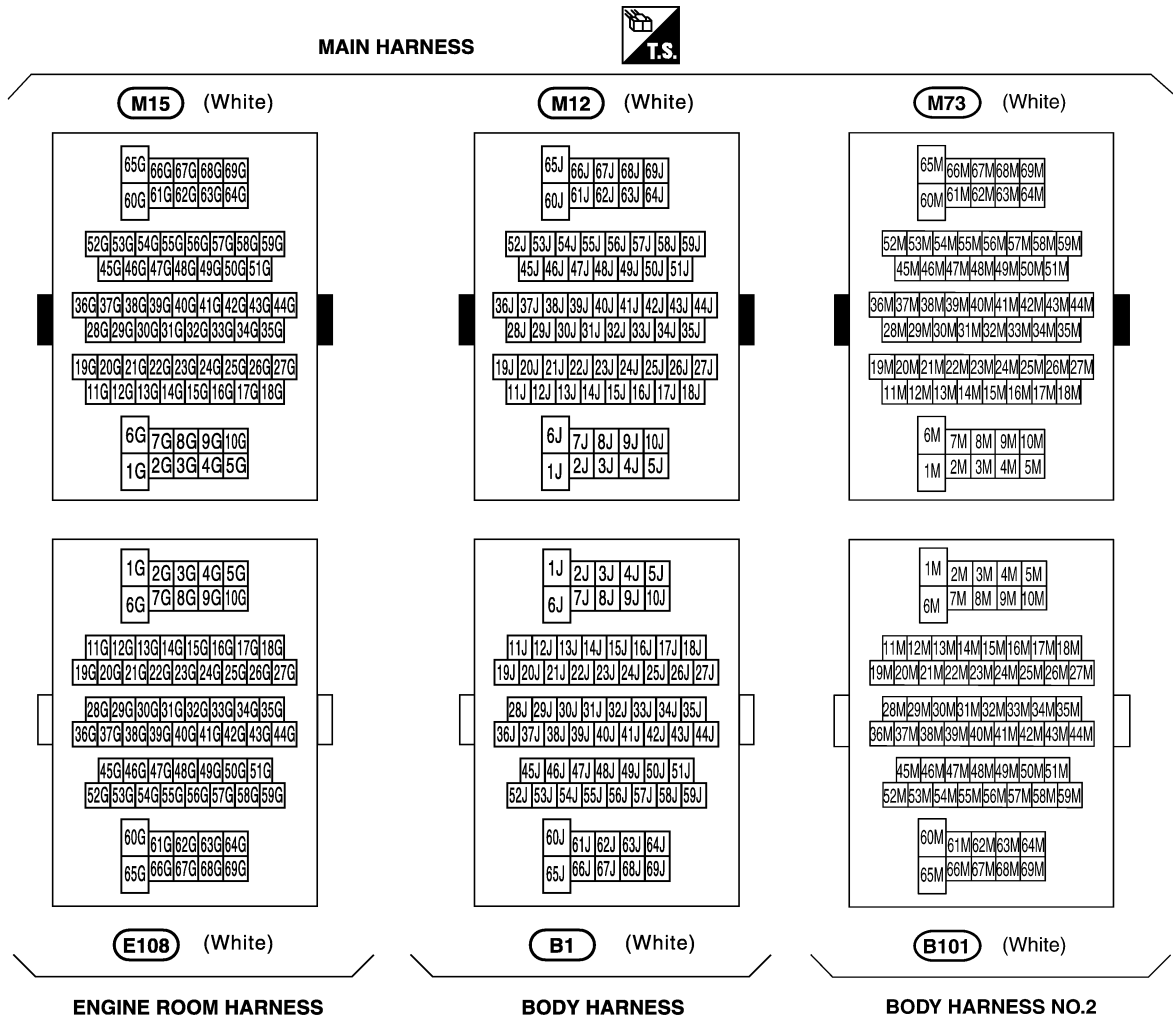 MAIN HARNESS
T.S.
M15 (White) M12 (White) M73 (White)
65G 66G 67G 68G 69G 65J 66J 67J 68J 69J 65M 66M 67M 68M 69M
60G 61G 62G 63G 64G 60J 61J 62J 63J 64J 60M 61M 62M 63M 64M
52G 53G 54G 55G 56G 57G 58G 59G 52J 53J 54J 55J 56J 57J 58J 59J 52M 53M 54M 55M 56M 57M 58M 59M
45G 46G 47G 48G 49G 50G 51G 45J 46J 47J 48J 49J 50J 51J 45M 46M 47M 48M 49M 50M 51M
36G 37G 38G 39G 40G 41G 42G 43G 44G 36J 37J 38J 39J 40J 41J 42J 43J 44J 36M 37M 38M 39M 40M 41M 42M 43M 44M
28G 29G 30G 31G 32G 33G 34G 35G 28J 29J 30J 31J 32J 33J 34J 35J 28M 29M 30M 31M 32M 33M 34M 35M
19G 20G 21G 22G 23G 24G 25G 26G 27G 19J 20J 21J 22J 23J 24J 25J 26J 27J 19M 20M 21M 22M 23M 24M 25M 26M 27M
11G 12G 13G 14G 15G 16G 17G 18G 11J 12J 13J 14J 15J 16J 17J 18J 11M 12M 13M 14M 15M 16M 17M 18M
6G 7G 8G 9G 10G 6J 7J 8J 9J 10J 6M 7M 8M 9M 10M
1G 2G 3G 4G 5G 1J 2J 3J 4J 5J 1M 2M 3M 4M 5M
1G 2G 3G 4G 5G 1J 2J 3J 4J 5J 1M 2M 3M 4M 5M
6G 7G 8G 9G 10G 6J 7J 8J 9J 10J 6M 7M 8M 9M 10M
11G 12G 13G 14G 15G 16G 17G 18G 11J 12J 13J 14J 15J 16J 17J 18J 11M 12M 13M 14M 15M 16M 17M 18M
19G 20G 21G 22G 23G 24G 25G 26G 27G 19J 20J 21J 22J 23J 24J 25J 26J 27J 19M 20M 21M 22M 23M 24M 25M 26M 27M
28G 29G 30G 31G 32G 33G 34G 35G 28J 29J 30J 31J 32J 33J 34J 35J 28M 29M 30M 31M 32M 33M 34M 35M
36G 37G 38G 39G 40G 41G 42G 43G 44G 36J 37J 38J 39J 40J 41J 42J 43J 44J 36M 37M 38M 39M 40M 41M 42M 43M 44M
45G 46G 47G 48G 49G 50G 51G 45J 46J 47J 48J 49J 50J 51J 45M 46M 47M 48M 49M 50M 51M
52G 53G 54G 55G 56G 57G 58G 59G 52J 53J 54J 55J 56J 57J 58J 59J 52M 53M 54M 55M 56M 57M 58M 59M
60G 61G 62G 63G 64G 60J 61J 62J 63J 64J 60M 61M 62M 63M 64M
65G 66G 67G 68G 69G 65J 66J 67J 68J 69J 65M 66M 67M 68M 69M
E108 (White) B1 (White) B101 (White)
ENGINE ROOM HARNESS BODY HARNESS BODY HARNESS NO.2